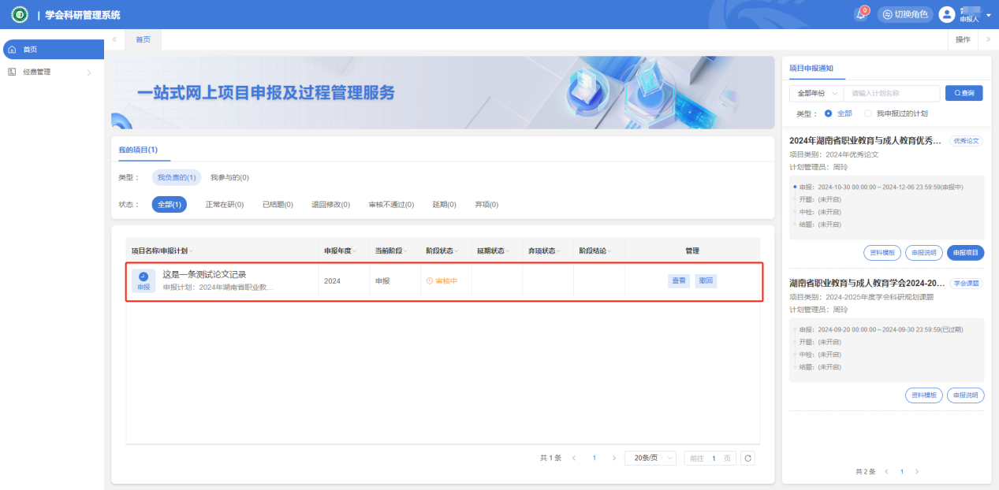 | 学会科研管理系统
0
切换角色
申报人
首页
经费管理
首页
操作
一站式网上项目申报及过程管理服务
我的项目(1)
类型： 我负责的(1) 我参与的(0)
状态： 全部(1) 正常在研(0) 已结题(0) 退回修改(0) 审核不通过(0) 延期(0) 弃项(0)
项目名称/申报计划 申报年度 当前阶段 阶段状态 延期状态 弃项状态 阶段结论 管理
申报 这是一条测试论文记录 2024 申报 审核中 查看 撤回
申报计划：2024年湖南省职业教...
共 1 条 1 20条/页 前往 1 页
项目申报通知
全部年份 请输入计划名称 查询
类型： 全部 我申报过的计划
2024年湖南省职业教育与成人教育优秀... 优秀论文
项目类别：2024年优秀论文
计划管理员：周玲
申报：2024-10-30 00:00:00 ~ 2024-12-06 23:59:59(申报中)
开题：(未开启)
中检：(未开启)
结题：(未开启)
资料模板 申报说明 申报项目
湖南省职业教育与成人教育学会2024-20... 学会课题
项目类别：2024-2025年度学会科研规划课题
计划管理员：周玲
申报：2024-09-20 00:00:00 ~ 2024-09-30 23:59:59(已过期)
开题：(未开启)
中检：(未开启)
结题：(未开启)
资料模板 申报说明
共 2 条 1